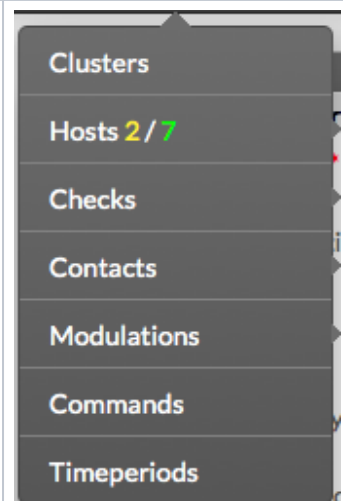 Clusters
Hosts 2 / 7
Checks
Contacts
Modulations
Commands
Timeperiods